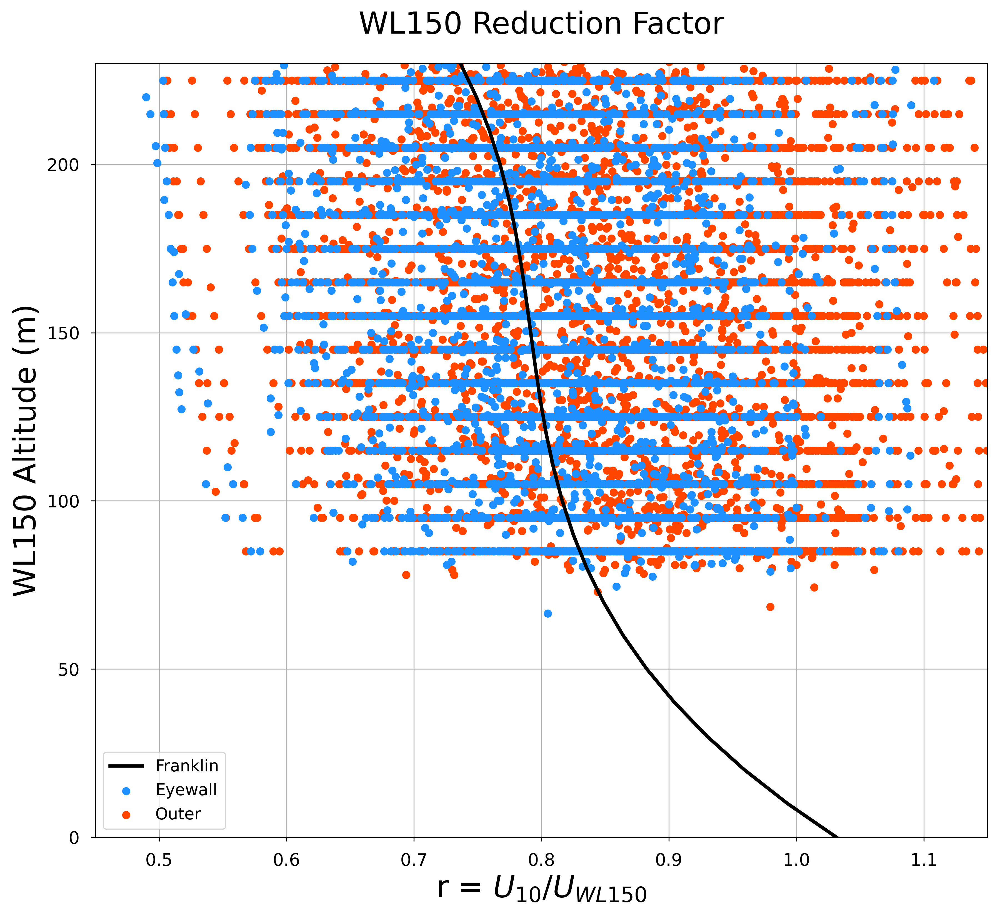 WL150 Reduction Factor
WL150 Altitude (m)
200
150
100
50
0
Franklin
Eyewall
Outer
0.5 0.6 0.7 0.8 0.9 1.0 1.1
r = U10/UWL150